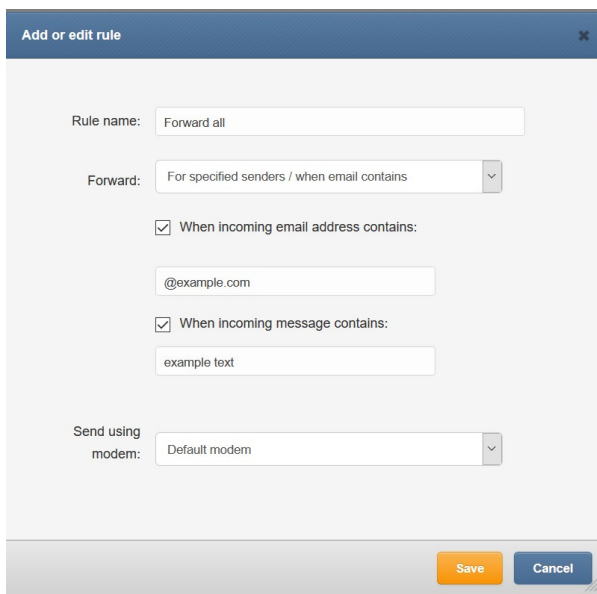 Add or edit rule
Rule name: Forward all
Forward: For specified senders / when email contains
When incoming email address contains:
@example.com
When incoming message contains:
example text
Send using
modem: Default modem
Save Cancel